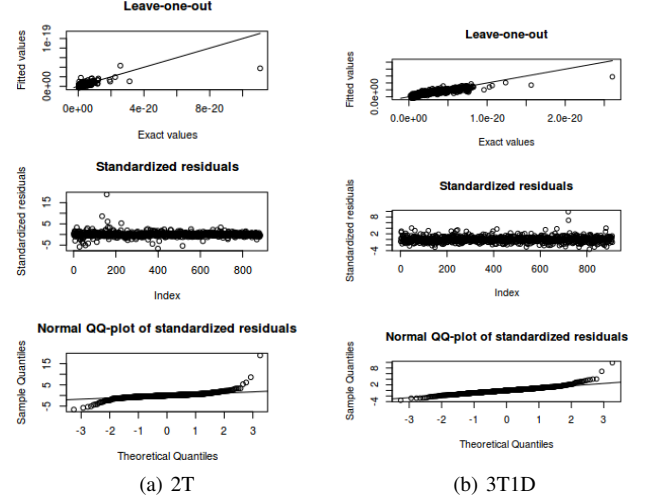 Leave-one-out
Fitted values
0e+00 1e-19
0e+00 4e-20 8e-20
Exact values
Standardized residuals
Standardized residuals
-5 5 15
0 200 400 600 800
Index
Normal QQ-plot of standardized residuals
Sample Quantiles
-5 5 15
-3 -2 -1 0 1 2 3
Theoretical Quantiles
(a) 2T
Leave-one-out
Fitted values
0.0e+00
0.0e+00 1.0e-20 2.0e-20
Exact values
Standardized residuals
Standardized residuals
-4 2 8
0 200 400 600 800
Index
Normal QQ-plot of standardized residuals
Sample Quantiles
-4 2 8
-3 -2 -1 0 1 2 3
Theoretical Quantiles
(b) 3T1D